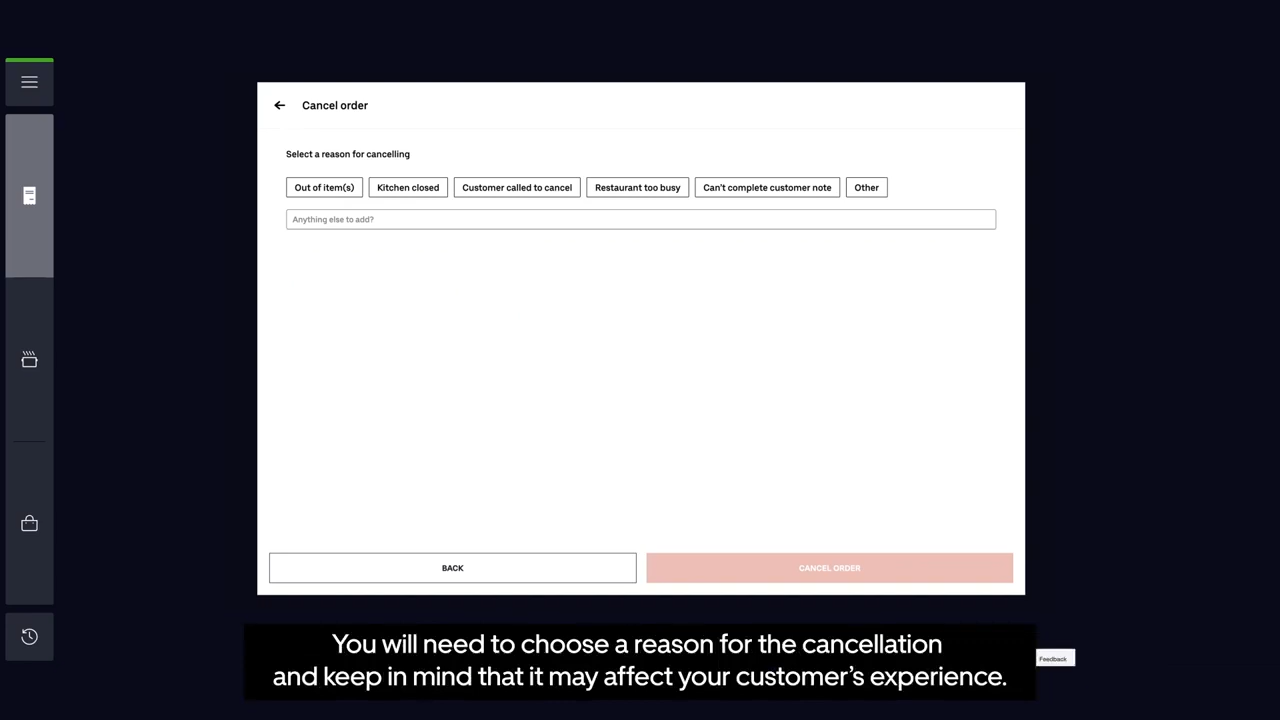 Cancel order
Select a reason for cancelling
Out of item(s) Kitchen closed Customer called to cancel Restaurant too busy Can't complete customer note Other
Anything else to add?
BACK CANCEL ORDER
You will need to choose a reason for the cancellation
and keep in mind that it may affect your customer's experience.
Feedback